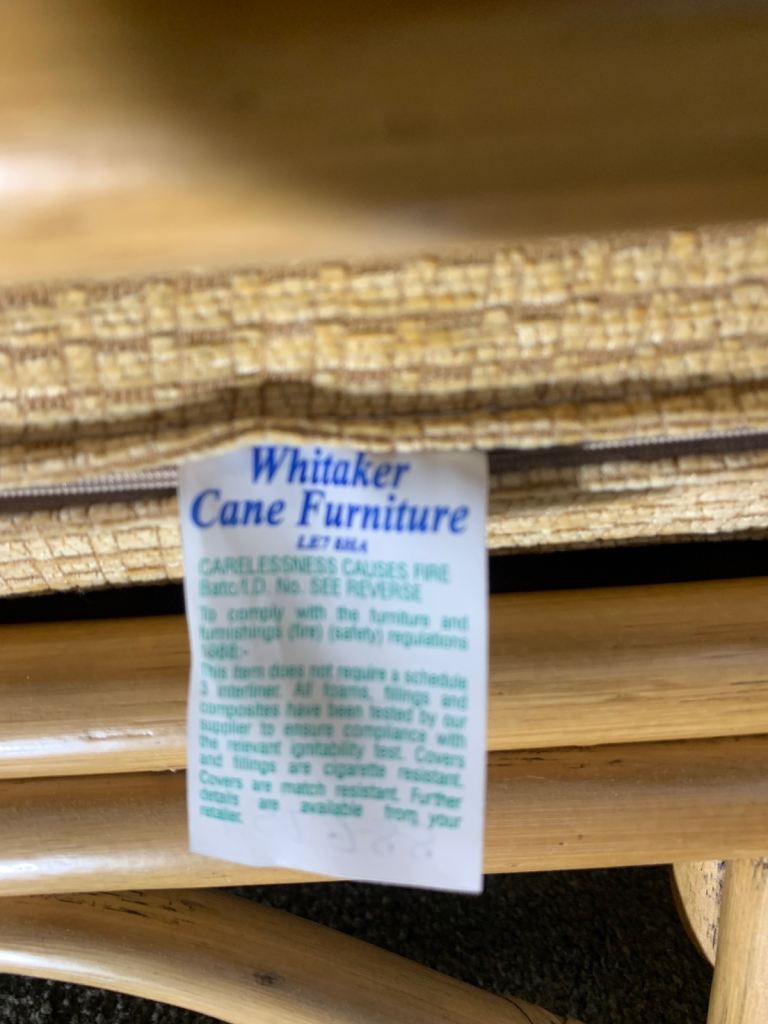 Whitaker
Cane Furniture
LE7 8HA
CARELESSNESS CAUSES FIRE
Batc/I.D. No. SEE REVERSE
To comply with the furniture and
furnishings (fire) (safety) regulations
1988:-
This item does not require a schedule
3 interliner. All foams, fillings and
composites have been tested by our
supplier to ensure compliance with
the relevant ignitability test. Covers
and fillings are cigarette resistant.
Covers are match resistant. Further
details are available from your
retailer.